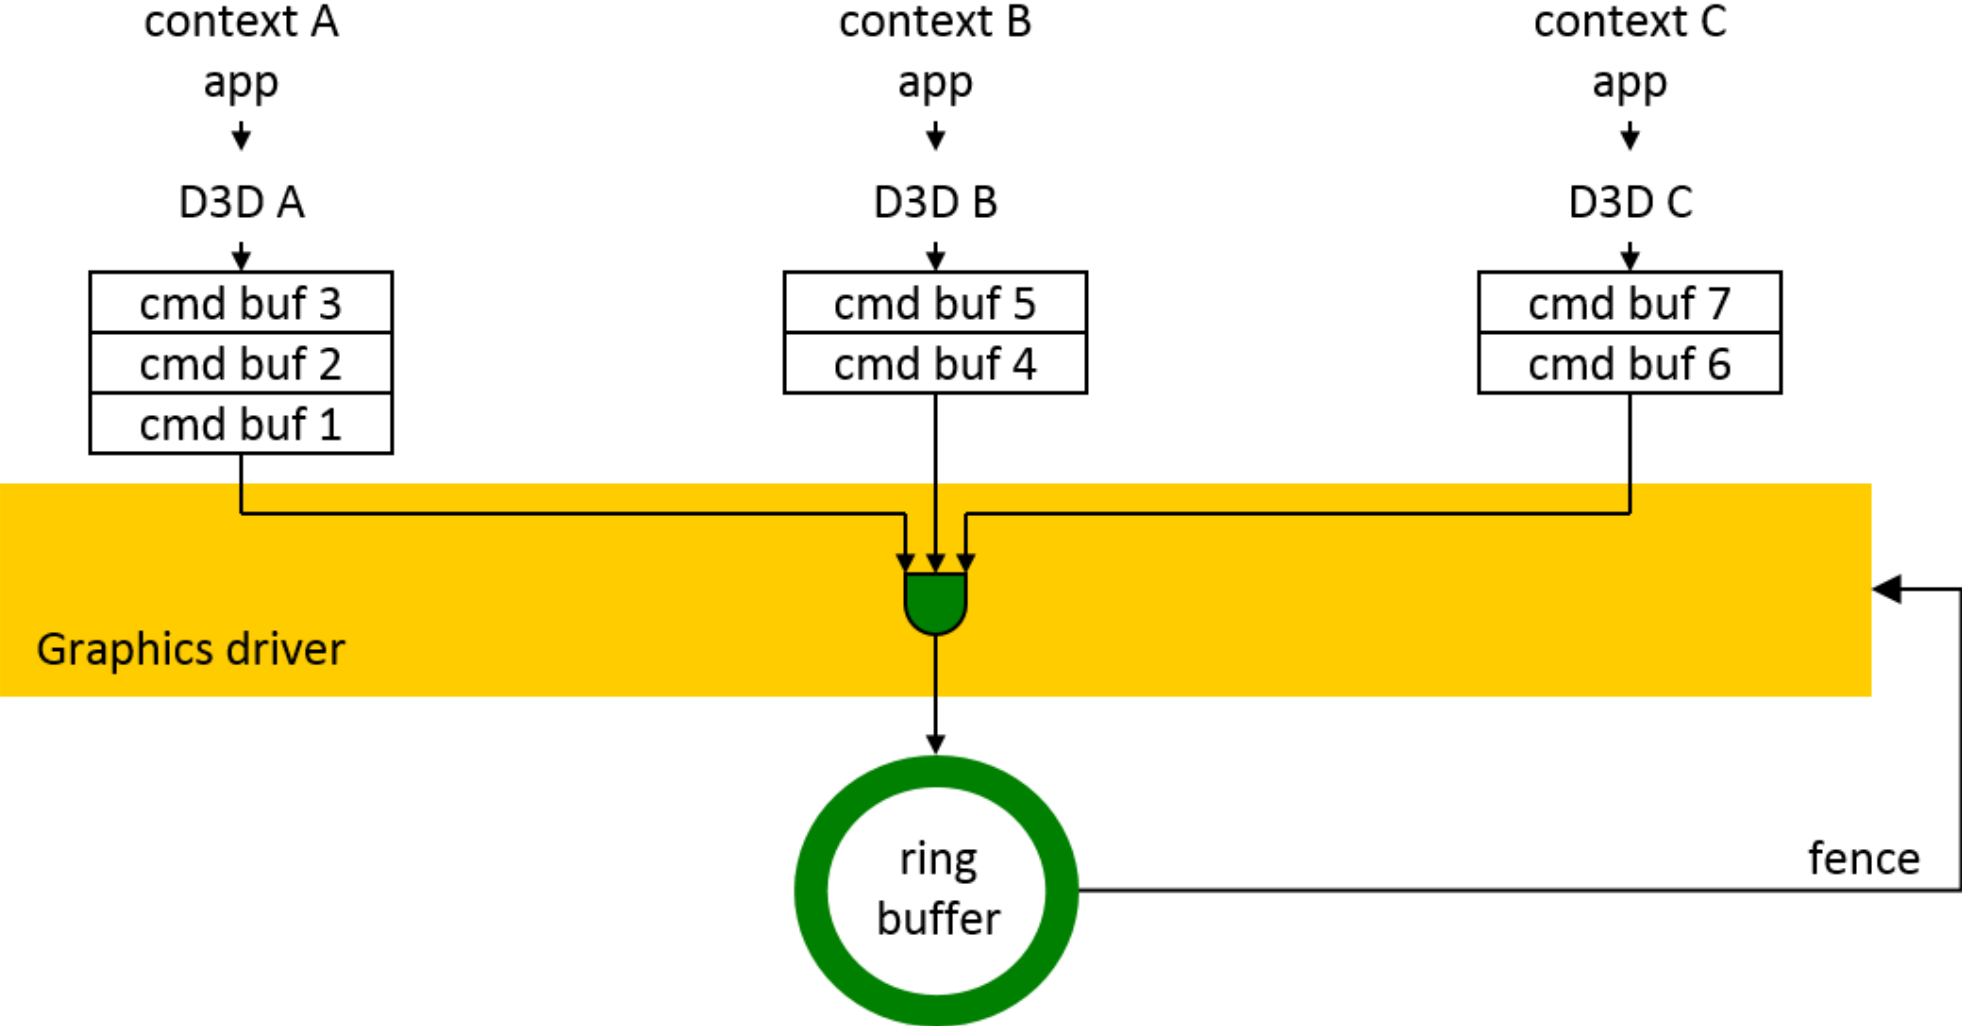 context A
app
D3D A
cmd buf 3
cmd buf 2
cmd buf 1
context B
app
D3D B
cmd buf 5
cmd buf 4
context C
app
D3D C
cmd buf 7
cmd buf 6
Graphics driver
ring
buffer
fence